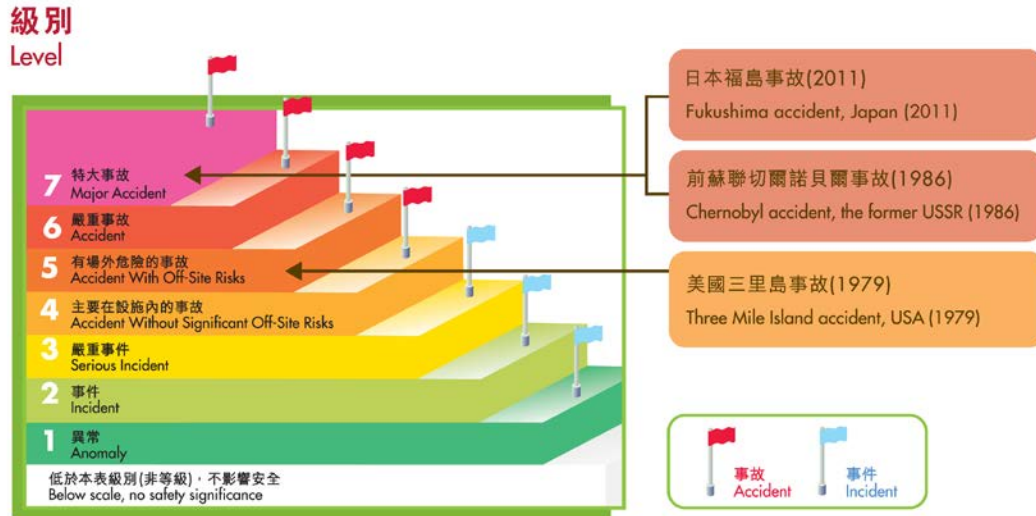 級別
Level
7 特大事故
Major Accident
6 嚴重事故
Accident
5 有場外危險的事故
Accident With Off-Site Risks
4 主要在設施內的事故
Accident Without Significant Off-Site Risks
3 嚴重事件
Serious Incident
2 事件
Incident
1 異常
Anomaly
低於本表級別(非等級)，不影響安全
Below scale, no safety significance
日本福島事故(2011)
Fukushima accident, Japan (2011)
前蘇聯切爾諾貝爾事故(1986)
Chernobyl accident, the former USSR (1986)
美國三里島事故(1979)
Three Mile Island accident, USA (1979)
事故
Accident
事件
Incident